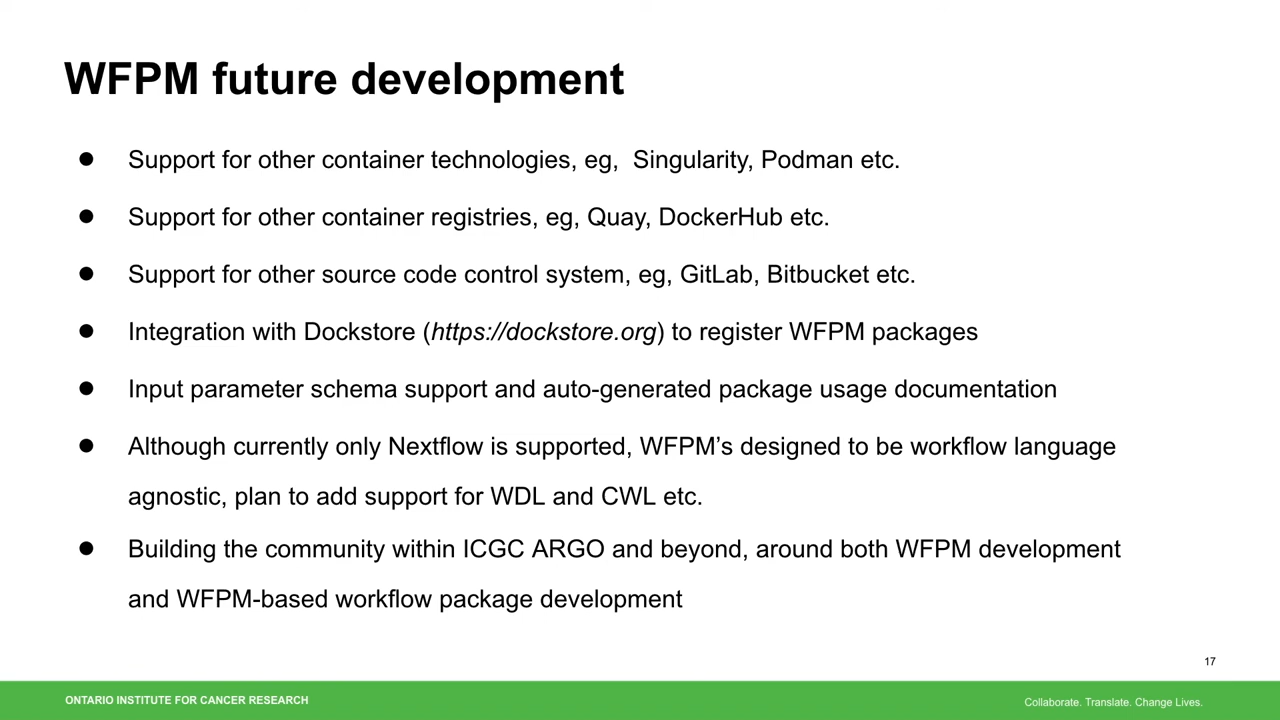 WFPM future development
● Support for other container technologies, eg, Singularity, Podman etc.
● Support for other container registries, eg, Quay, DockerHub etc.
● Support for other source code control system, eg, GitLab, Bitbucket etc.
● Integration with Dockstore (https://dockstore.org) to register WFPM packages
● Input parameter schema support and auto-generated package usage documentation
● Although currently only Nextflow is supported, WFPM’s designed to be workflow language
agnostic, plan to add support for WDL and CWL etc.
● Building the community within ICGC ARGO and beyond, around both WFPM development
and WFPM-based workflow package development
17
ONTARIO INSTITUTE FOR CANCER RESEARCH
Collaborate. Translate. Change Lives.